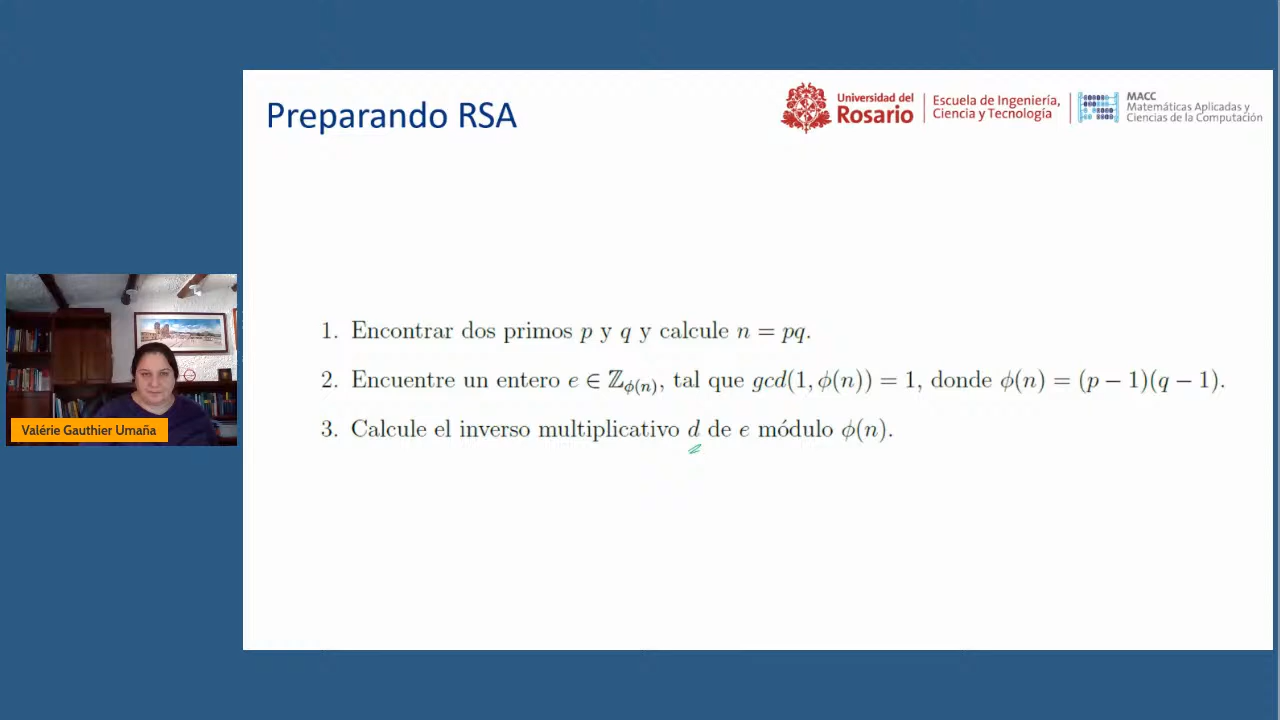 Preparando RSA
Universidad del
Rosario
Escuela de Ingeniería,
Ciencia y Tecnología
MACC
Matemáticas Aplicadas y
Ciencias de la Computación
1. Encontrar dos primos p y q y calcule n = pq.
2. Encuentre un entero e ∈ ℤ_ϕ(n), tal que gcd(1, ϕ(n)) = 1, donde ϕ(n) = (p − 1)(q − 1).
3. Calcule el inverso multiplicativo d de e módulo ϕ(n).
Valérie Gauthier Umaña